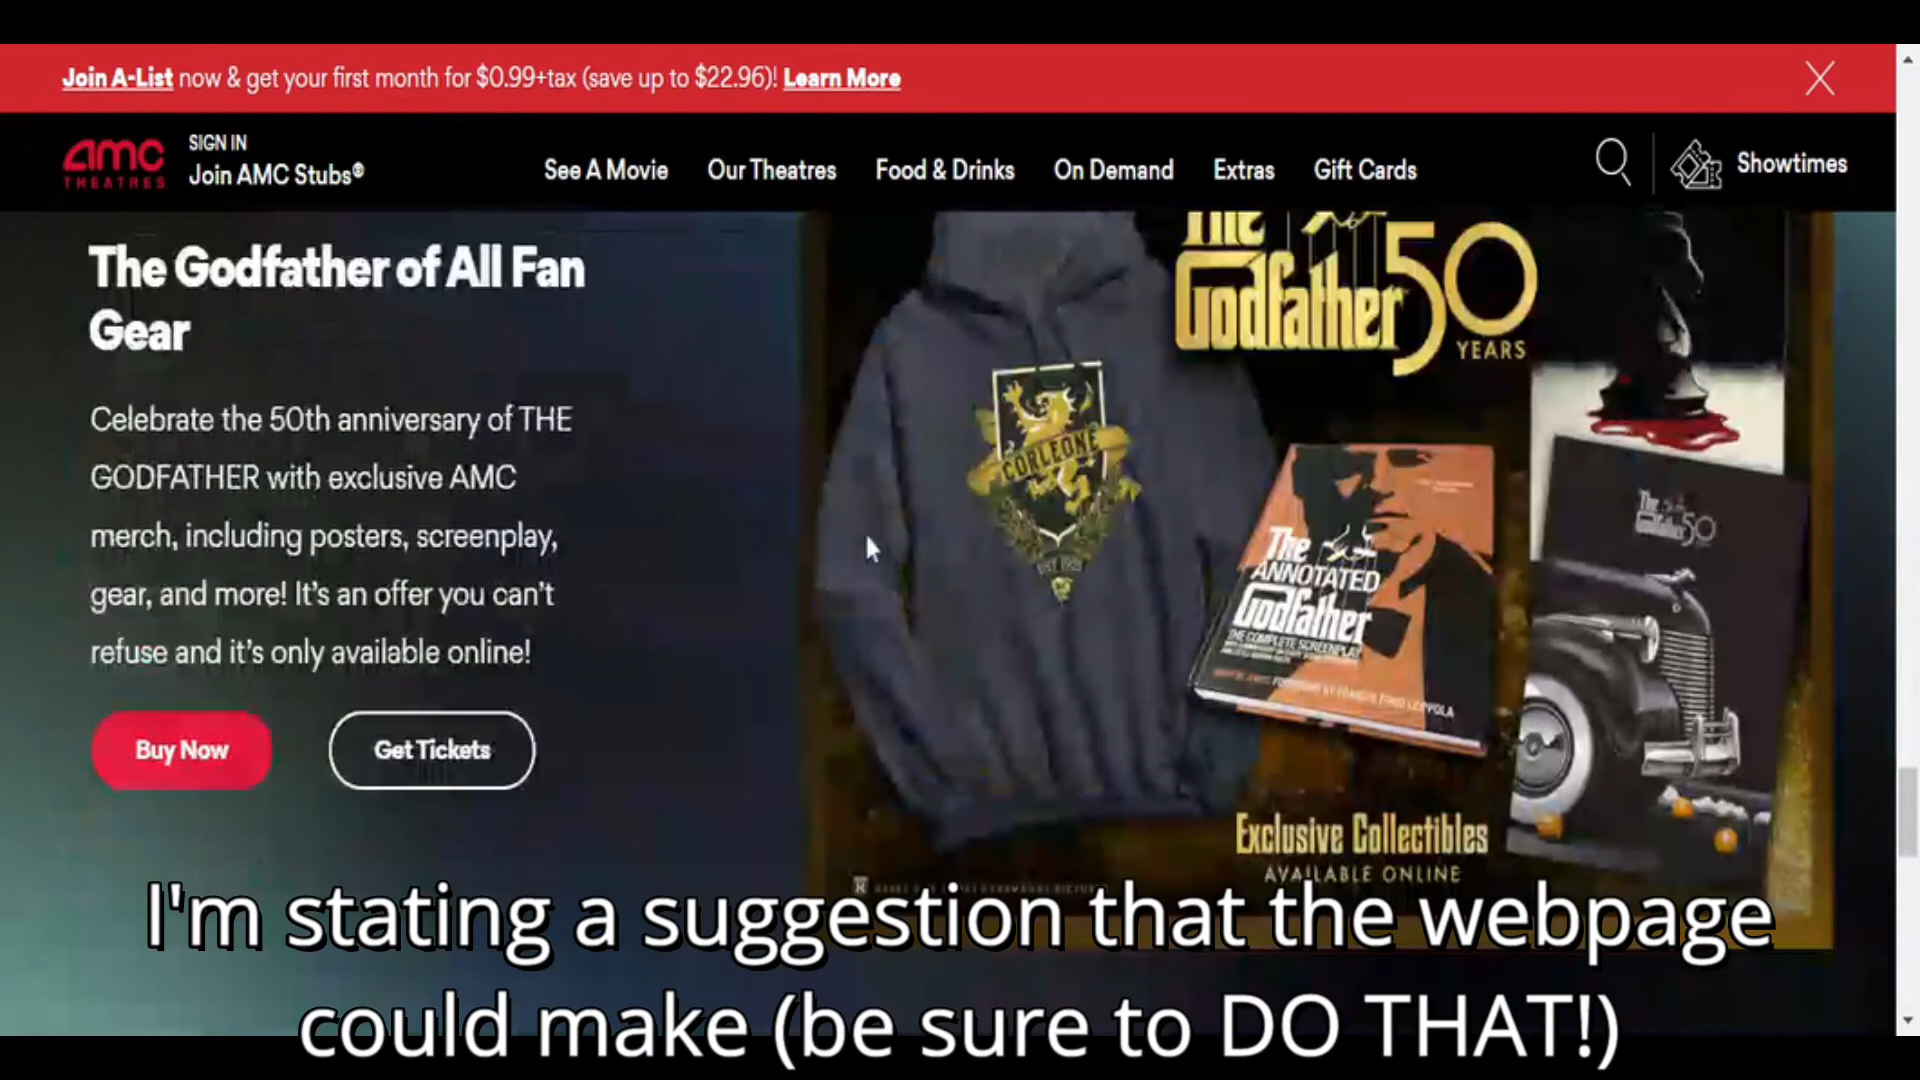 Join A-List now & get your first month for $0.99+tax (save up to $22.96)! Learn More
amc
THEATRES
SIGN IN
Join AMC Stubs®
See A Movie
Our Theatres
Food & Drinks
On Demand
Extras
Gift Cards
Showtimes
The Godfather of All Fan
Gear
Celebrate the 50th anniversary of THE
GODFATHER with exclusive AMC
merch, including posters, screenplay,
gear, and more! It's an offer you can't
refuse and it's only available online!
Buy Now
Get Tickets
The
Godfather 50
YEARS
CORLEONE
The
ANNOTATED
Godfather
THE COMPLETE SCREENPLAY
The
Godfather 50
Exclusive Collectibles
AVAILABLE ONLINE
I'm stating a suggestion that the webpage
could make (be sure to DO THAT!)